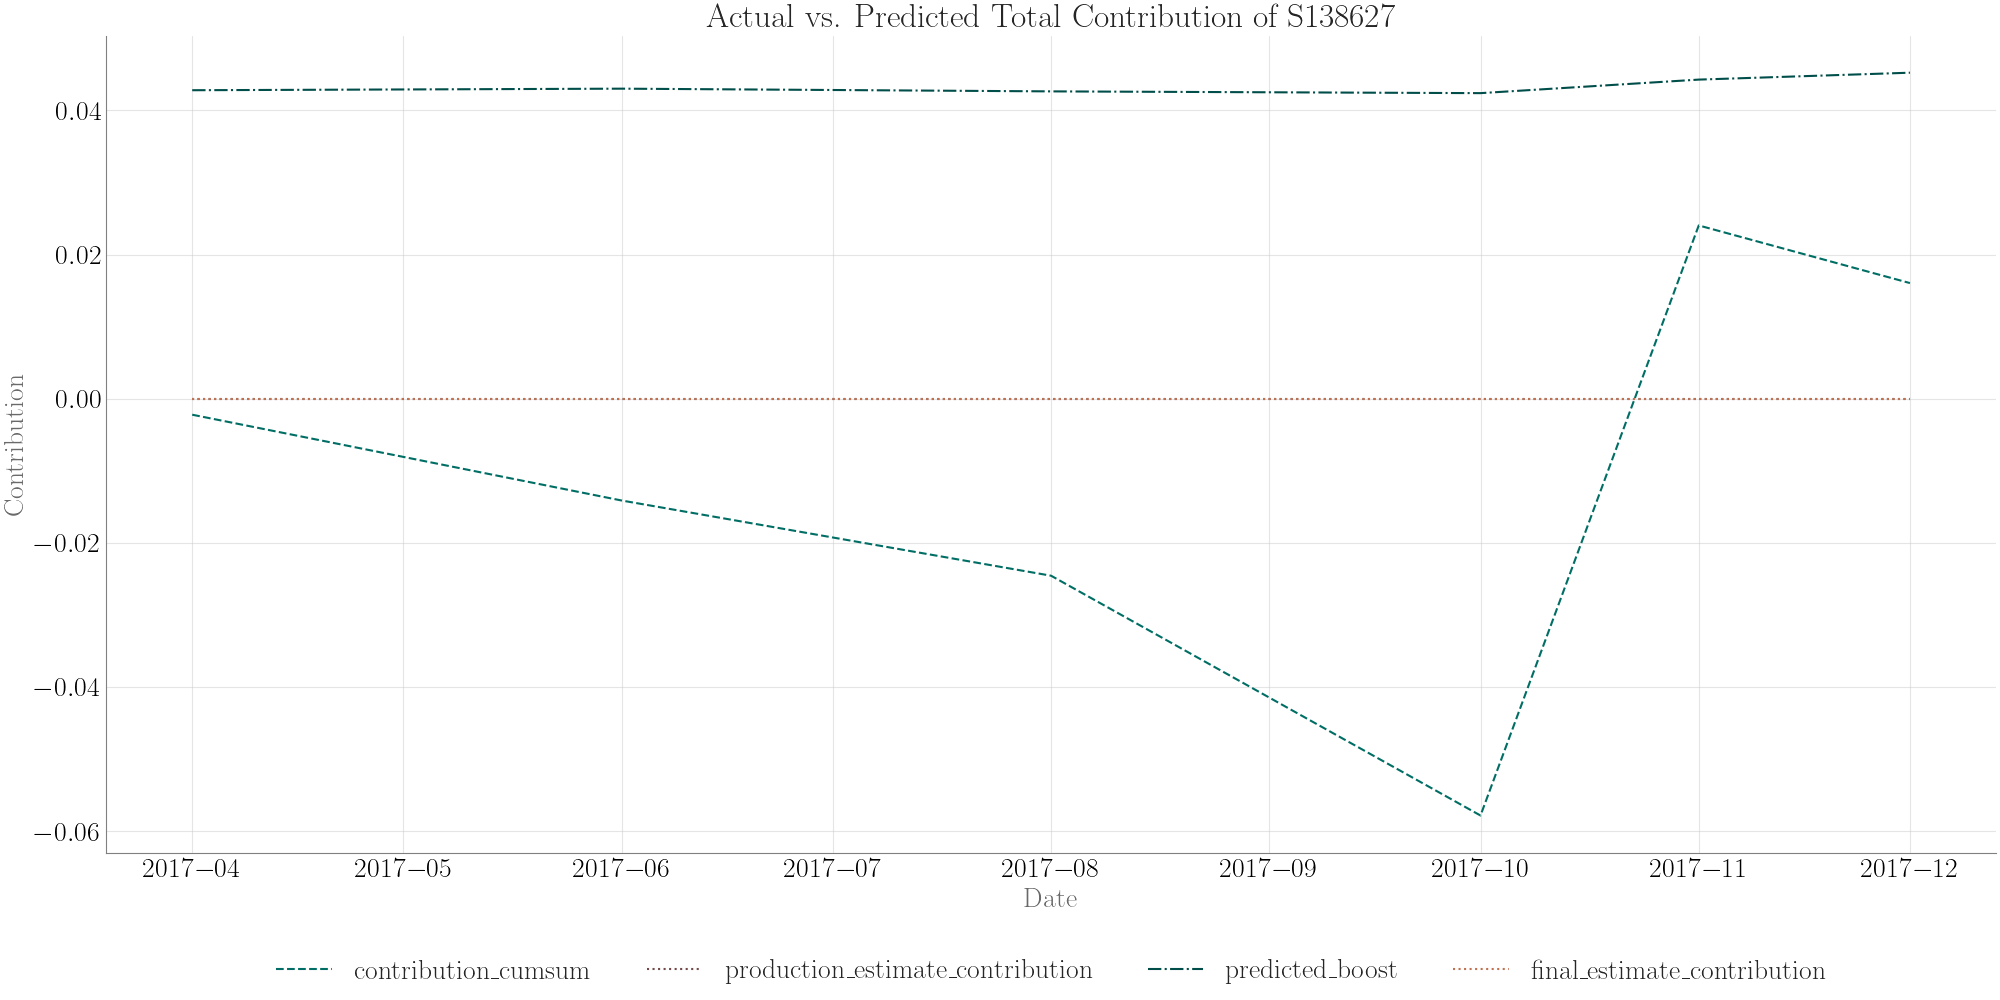 Actual vs. Predicted Total Contribution of S138627
Contribution
0.04
0.02
0.00
−0.02
−0.04
−0.06
2017−04 2017−05 2017−06 2017−07 2017−08 2017−09 2017−10 2017−11 2017−12
Date
contribution_cumsum production_estimate_contribution predicted_boost final_estimate_contribution